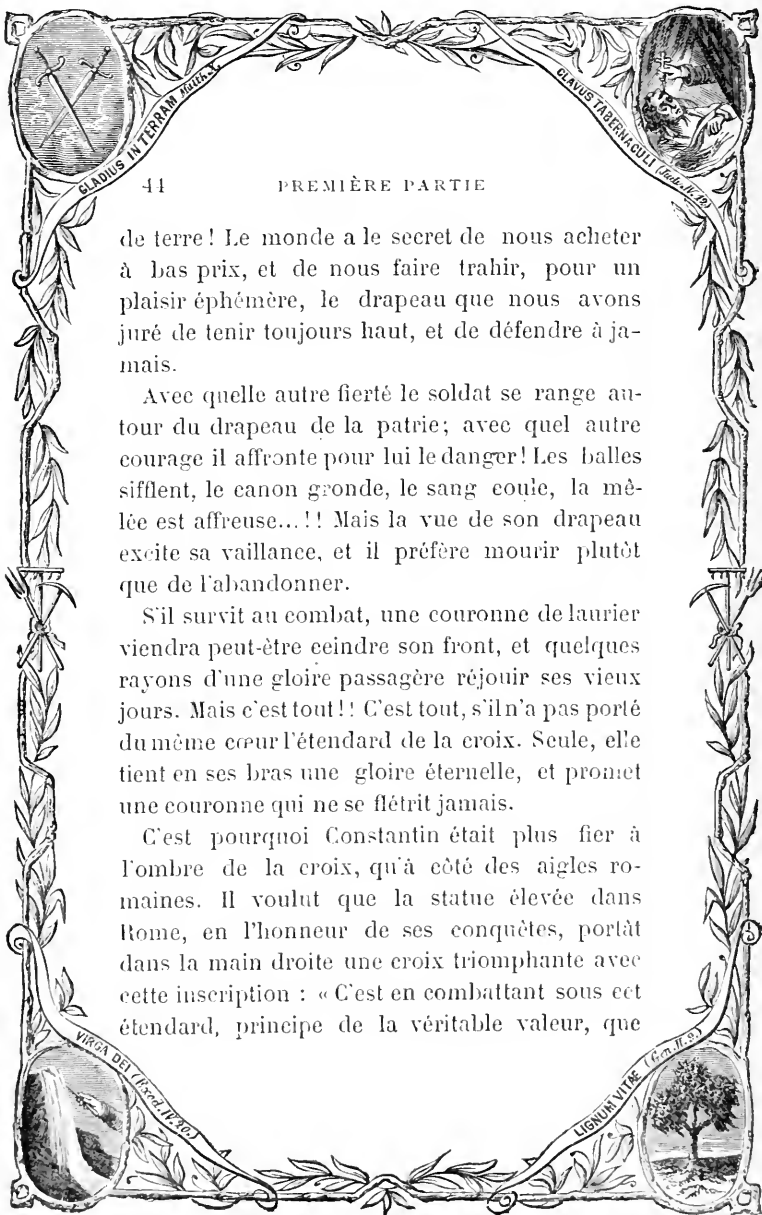 GLADIUS IN TERRAM Matth. X.
CLAVUS TABERNACULI (Jud. IV. 12)
44 PREMIÈRE PARTIE
de terre! Le monde a le secret de nous acheter
à bas prix, et de nous faire trahir, pour un
plaisir éphémère, le drapeau que nous avons
juré de tenir toujours haut, et de défendre à ja-
mais.
Avec quelle autre fierté le soldat se range au-
tour du drapeau de la patrie; avec quel autre
courage il affronte pour lui le danger! Les balles
sifflent, le canon gronde, le sang coule, la mê-
lée est affreuse...!! Mais la vue de son drapeau
excite sa vaillance, et il préfère mourir plutôt
que de l'abandonner.
S'il survit au combat, une couronne de laurier
viendra peut-être ceindre son front, et quelques
rayons d'une gloire passagère réjouir ses vieux
jours. Mais c'est tout!! C'est tout, s'il n'a pas porté
du même cœur l'étendard de la croix. Seule, elle
tient en ses bras une gloire éternelle, et promet
une couronne qui ne se flétrit jamais.
C'est pourquoi Constantin était plus fier à
l'ombre de la croix, qu'à côté des aigles ro-
maines. Il voulut que la statue élevée dans
Rome, en l'honneur de ses conquêtes, portât
dans la main droite une croix triomphante avec
cette inscription : « C'est en combattant sous cet
étendard, principe de la véritable valeur, que
VIRGA DEI (Exod. IV. 20.)
LIGNUM VITAE (Gen. II. 9.)